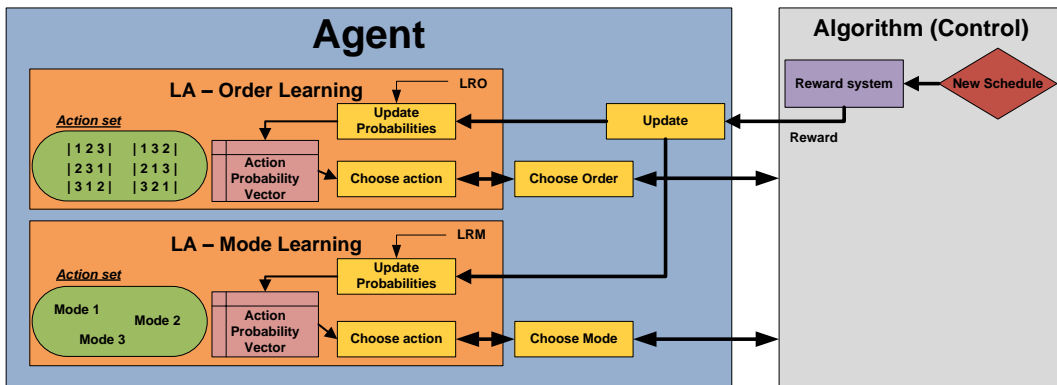 Agent
Algorithm (Control)
LA – Order Learning
LRO
Action set
| 1 2 3 | | 1 3 2 |
| 2 3 1 | | 2 1 3 |
| 3 1 2 | | 3 2 1 |
Update
Probabilities
Action
Probability
Vector
Choose action
Update
Choose Order
Reward system
New Schedule
Reward
LA – Mode Learning
LRM
Action set
Mode 1
Mode 2
Mode 3
Update
Probabilities
Action
Probability
Vector
Choose action
Choose Mode